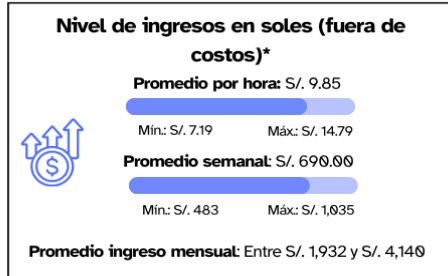 Nivel de ingresos en soles (fuera de
costos)*
Promedio por hora: S/. 9.85
Mín.: S/. 7.19 Máx.: S/. 14.79
Promedio semanal: S/. 690.00
Mín.: S/. 483 Máx.: S/. 1,035
$
Promedio ingreso mensual: Entre S/. 1,932 y S/. 4,140